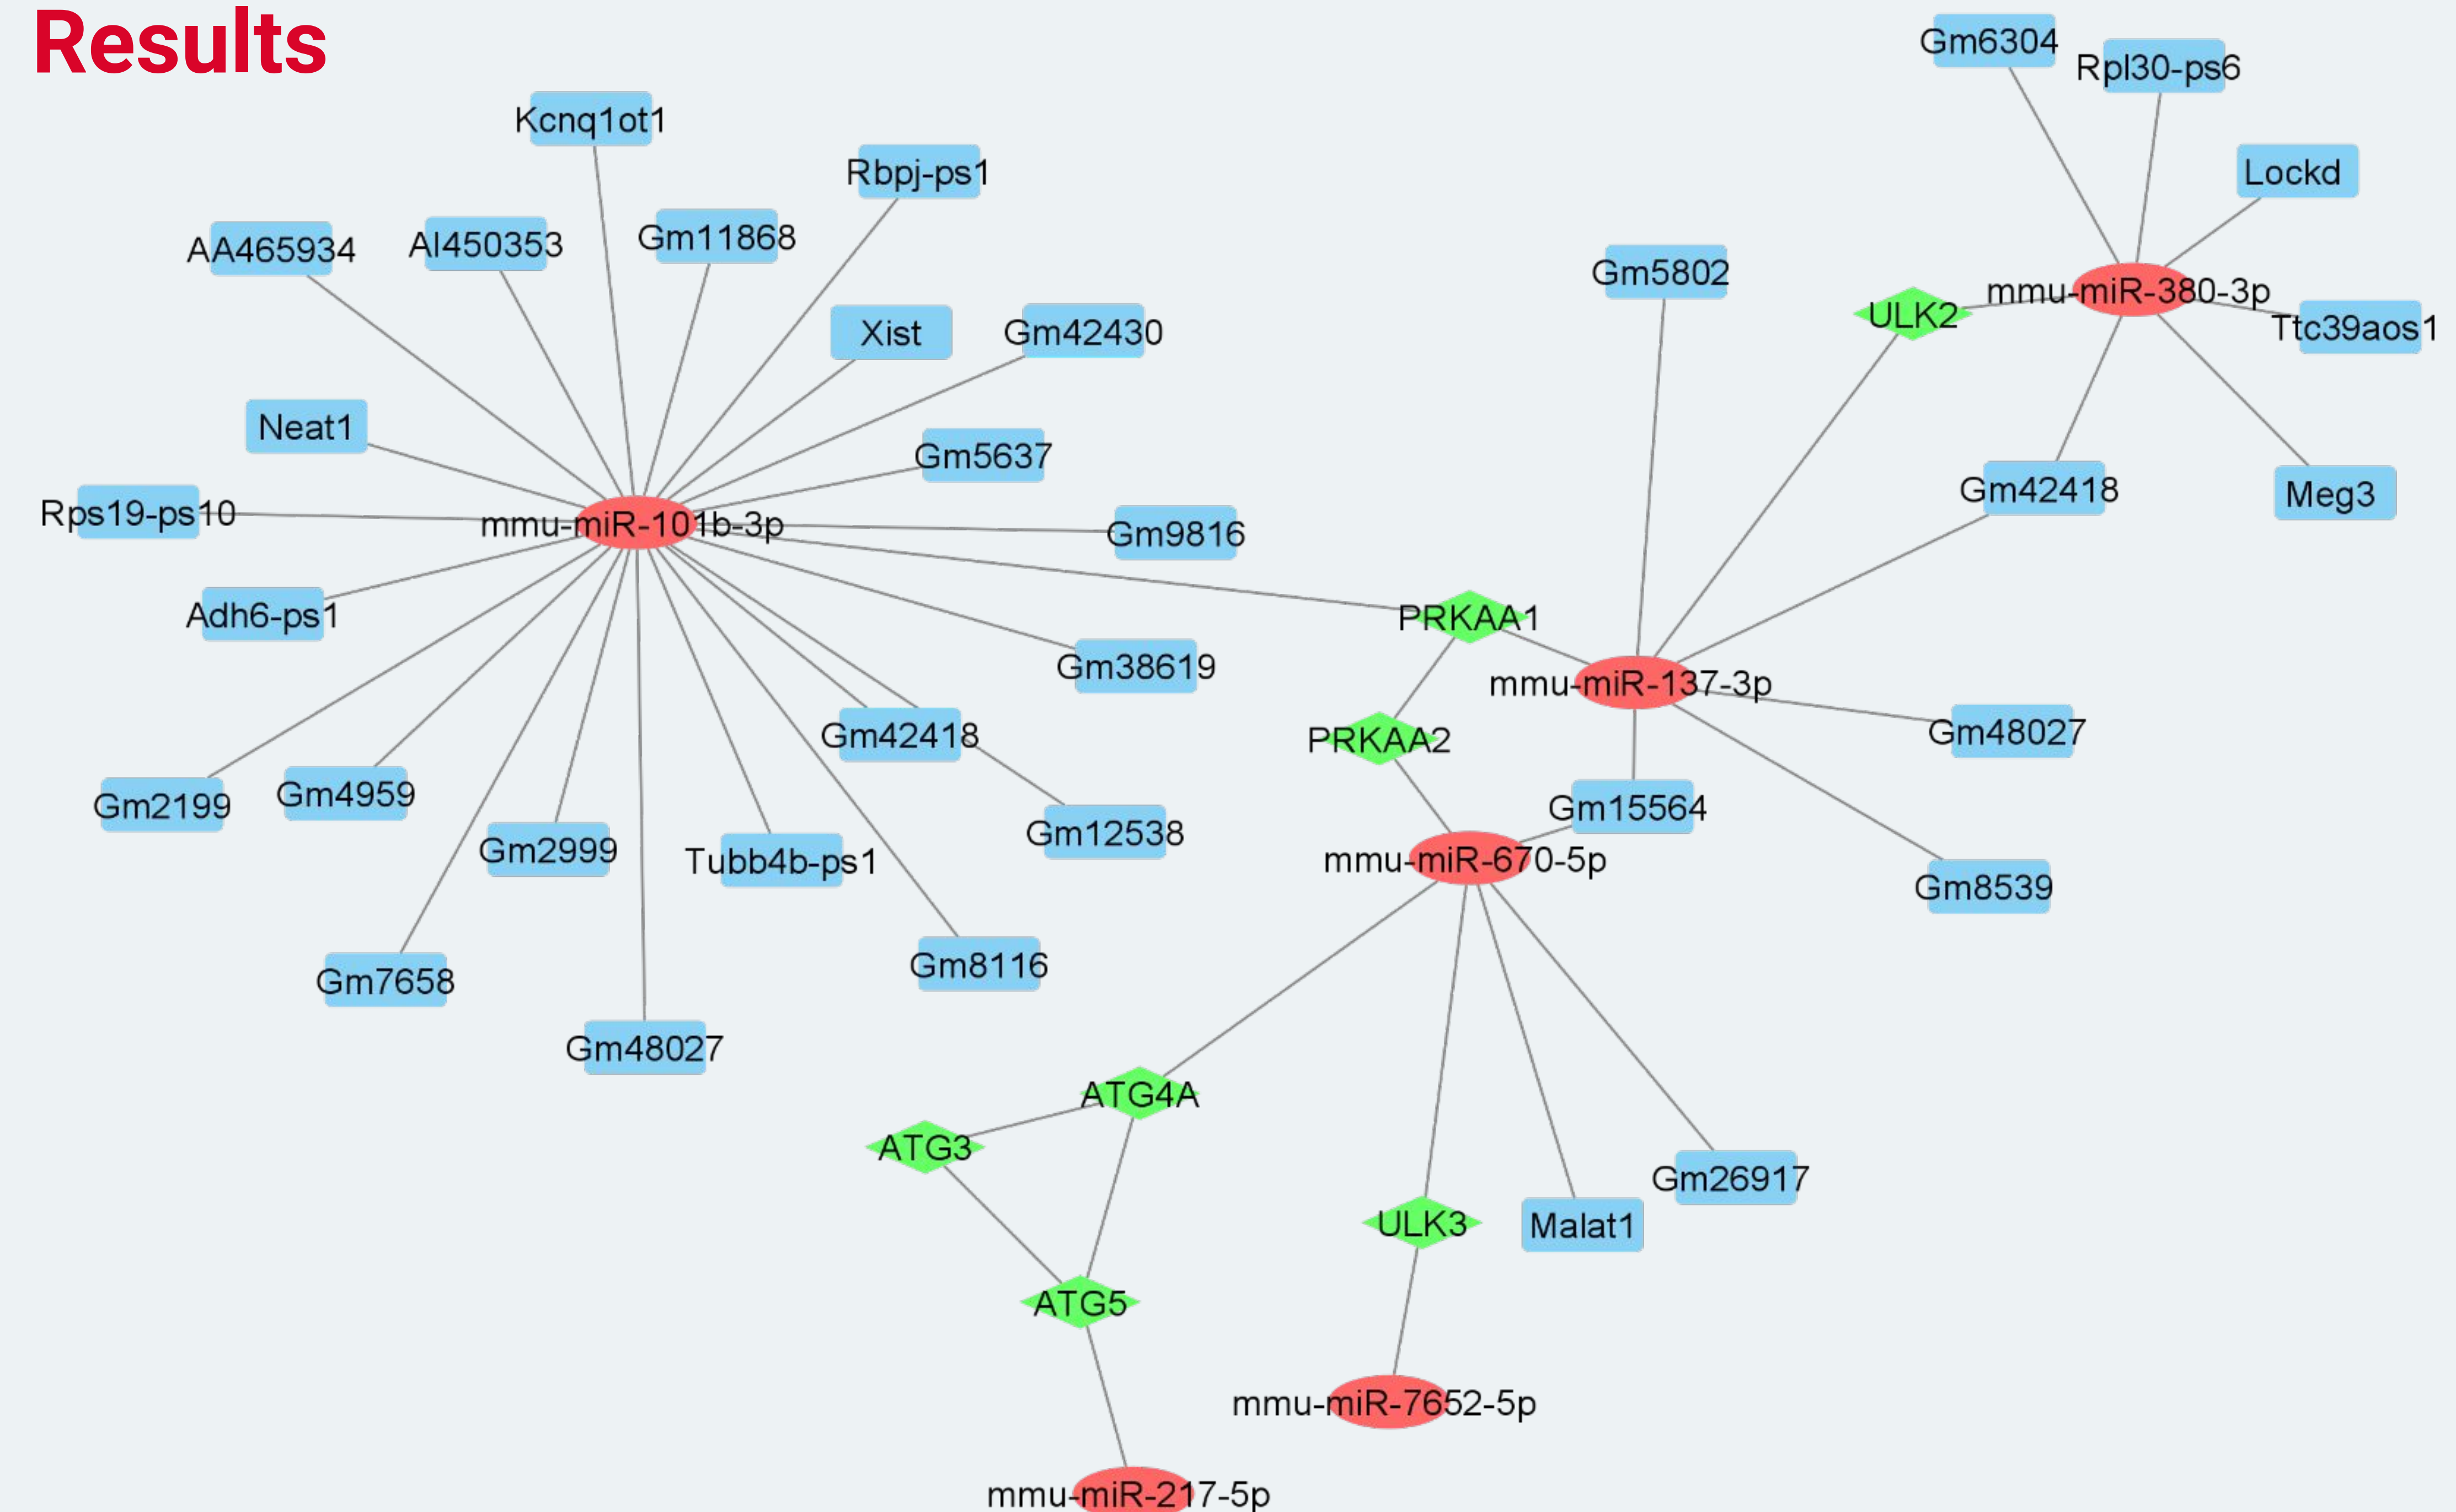 Results
Gm6304
Rpl30-ps6
Kcnq1ot1
Rbpj-ps1
Lockd
AA465934
AI450353
Gm11868
Gm5802
mmu-miR-380-3p
ULK2
Ttc39aos1
Xist
Gm42430
Neat1
Gm5637
Gm42418
Meg3
Rps19-ps10
mmu-miR-101b-3p
Gm9816
Adh6-ps1
PRKAA1
Gm38619
mmu-miR-137-3p
Gm42418
PRKAA2
Gm48027
Gm2199
Gm4959
Gm15564
Gm12538
Gm2999
Tubb4b-ps1
mmu-miR-670-5p
Gm8539
Gm7658
Gm8116
Gm48027
ATG4A
ATG3
Gm26917
ULK3
Malat1
ATG5
mmu-miR-7652-5p
mmu-miR-217-5p